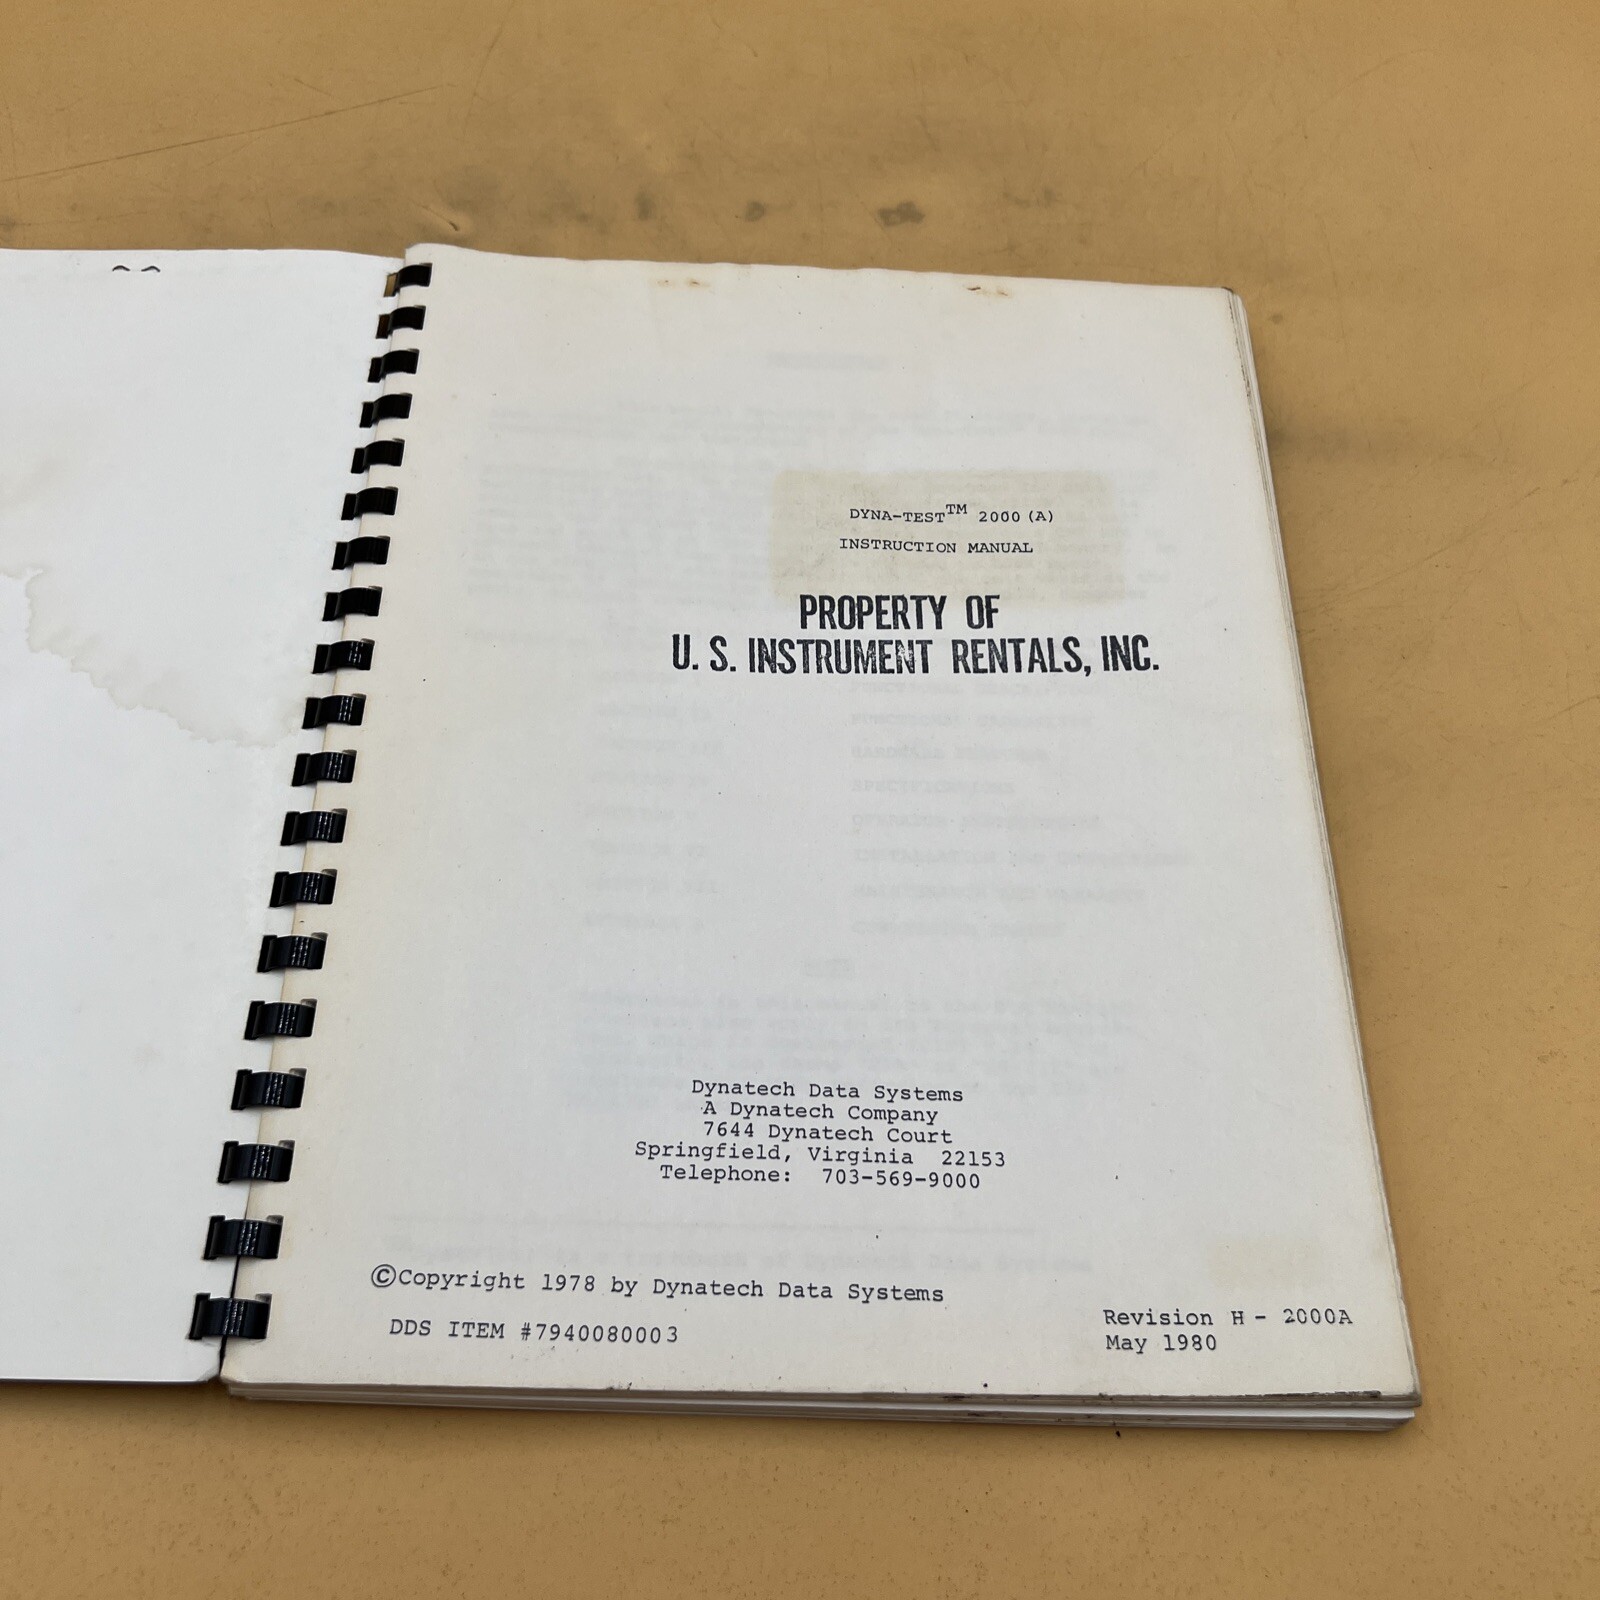 DYNA-TEST™ 2000 (A)
INSTRUCTION MANUAL
PROPERTY OF
U. S. INSTRUMENT RENTALS, INC.
Dynatech Data Systems
A Dynatech Company
7644 Dynatech Court
Springfield, Virginia 22153
Telephone: 703-569-9000
©Copyright 1978 by Dynatech Data Systems
DDS ITEM #7940080003
Revision H - 2000A
May 1980